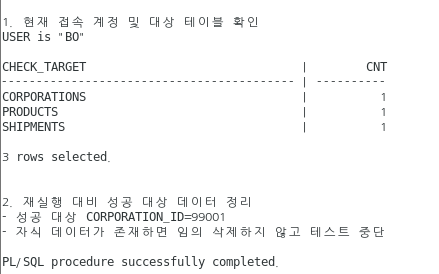 1. 현재 접속 계정 및 대상 테이블 확인
USER is "BO"
CHECK_TARGET | CNT
-------------------------------------- | ----------
CORPORATIONS | 1
PRODUCTS | 1
SHIPMENTS | 1
3 rows selected.
2. 재실행 대비 성공 대상 데이터 정리
- 성공 대상 CORPORATION_ID=99001
- 자식 데이터가 존재하면 임의 삭제하지 않고 테스트 중단
PL/SQL procedure successfully completed.